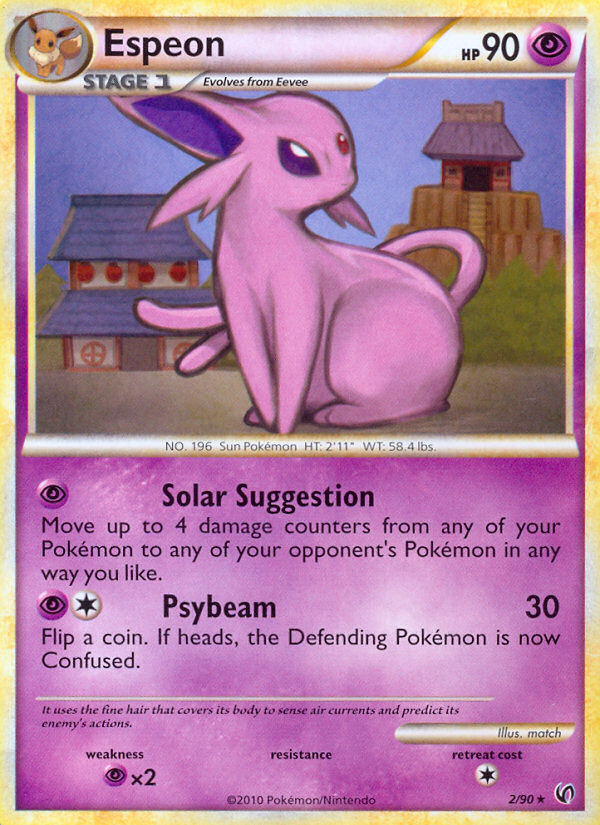 Espeon
HP 90
STAGE 1
Evolves from Eevee
NO. 196 Sun Pokémon HT: 2'11" WT: 58.4 lbs.
Solar Suggestion
Move up to 4 damage counters from any of your
Pokémon to any of your opponent's Pokémon in any
way you like.
Psybeam 30
Flip a coin. If heads, the Defending Pokémon is now
Confused.
It uses the fine hair that covers its body to sense air currents and predict its
enemy's actions.
Illus. match
weakness resistance retreat cost
×2
©2010 Pokémon/Nintendo 2/90 ★